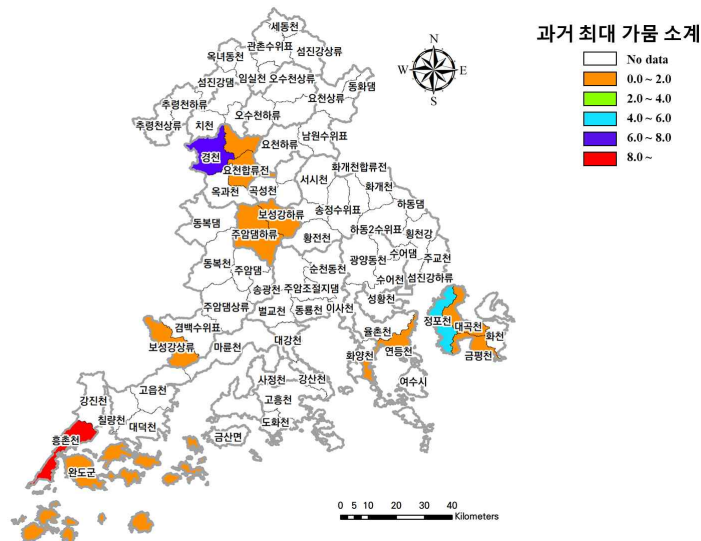 과거 최대 가뭄 소계
No data
0.0 ~ 2.0
2.0 ~ 4.0
4.0 ~ 6.0
6.0 ~ 8.0
8.0 ~
N
W
E
S
세동천
관촌수위표
섬진강상류
옥녀동천
임실천
오수천상류
섬진강댐
동화댐
요천상류
추령천하류
오수천하류
추령천상류
치천
남원수위표
요천하류
경천
화개천합류전
요천합류전
서시천
화개천
옥과천
곡성천
하동댐
송정수위표
보성강하류
동복댐
하동2수위표
횡천강
주암댐하류
황전천
수어댐
광양동천
주교천
동복천
주암댐
순천동천
수어천
섬진강하류
송광천
주암조절지댐
성황천
주암댐상류
벌교천
동룡천
이사천
정포천
대곡천
겸백수위표
율촌천
화천
대강천
보성강상류
마륜천
화양천
연등천
금평천
사정천
강산천
여수시
고읍천
강진천
고흥천
칠량천
도화천
대덕천
금산면
흥촌천
완도군
0 5 10 20 30 40
Kilometers